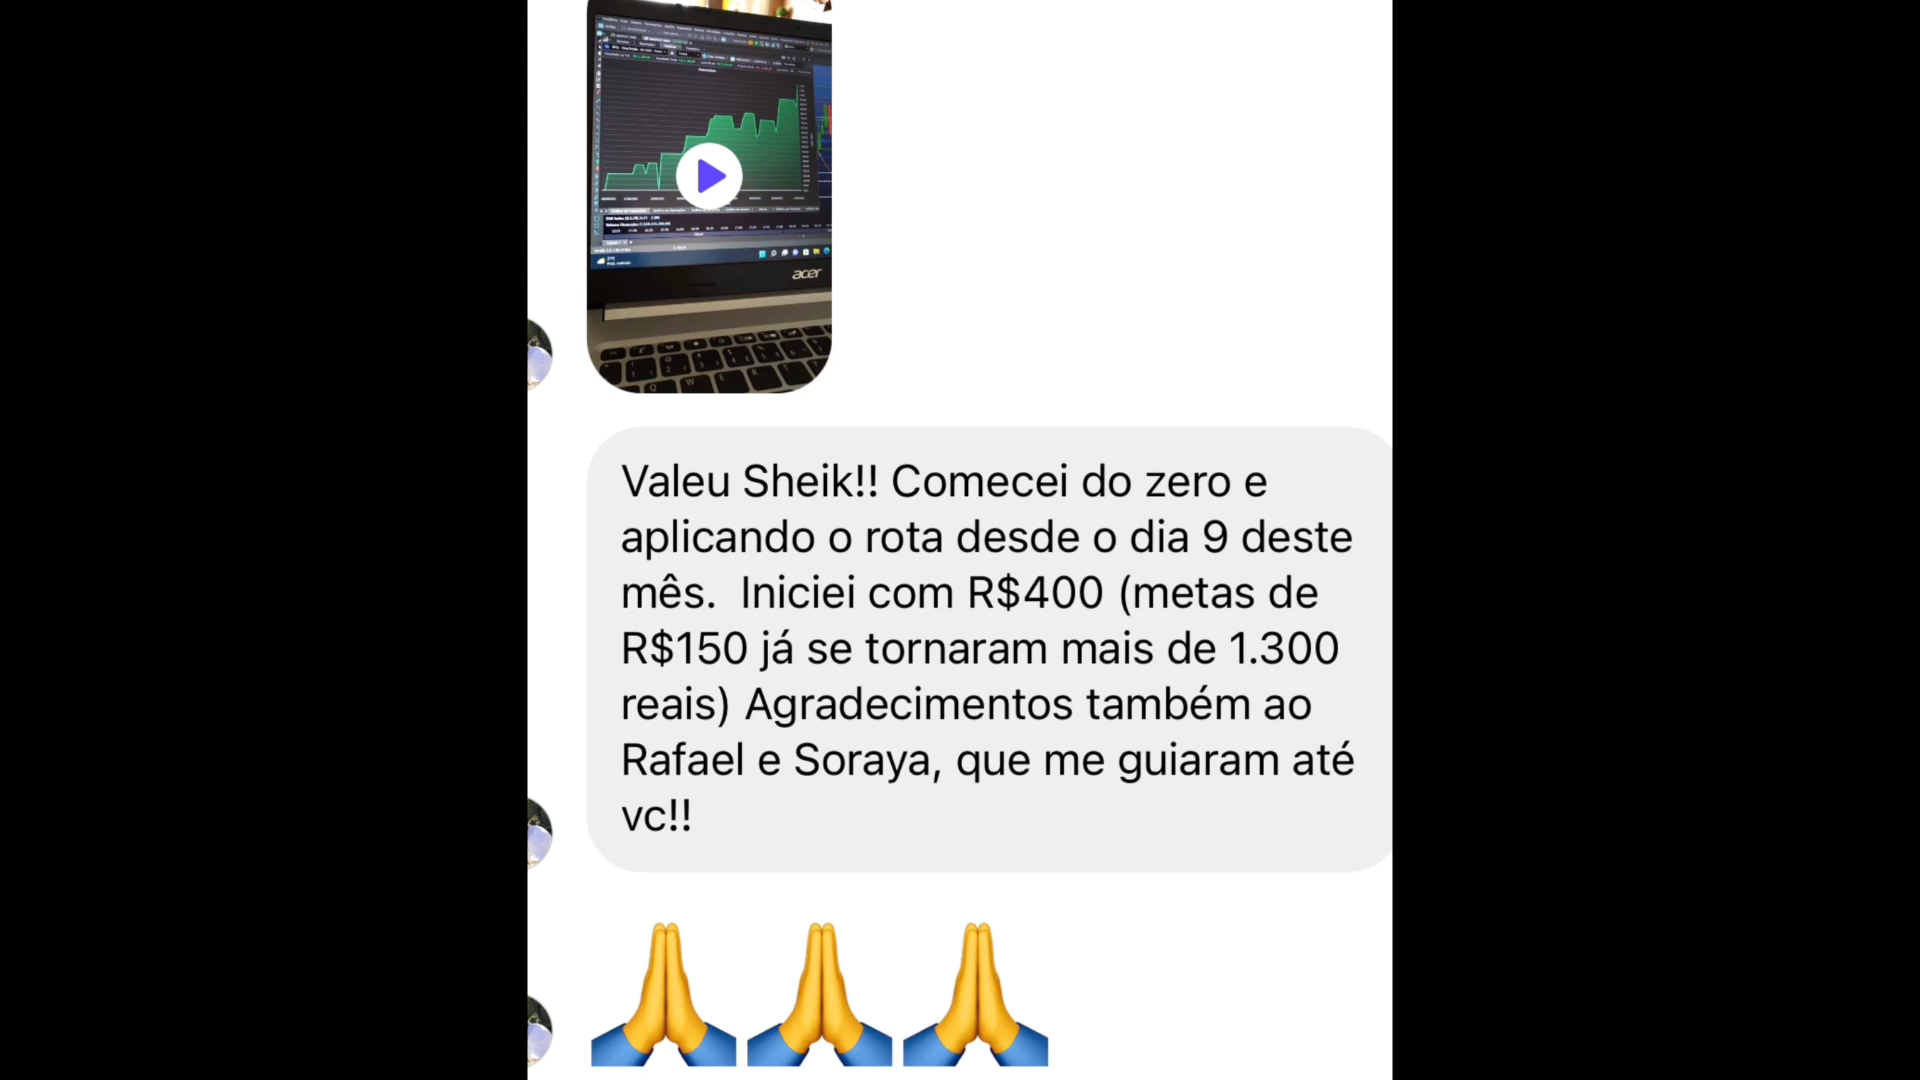 acer
Q W E R
Valeu Sheik!! Comecei do zero e
aplicando o rota desde o dia 9 deste
mês.  Iniciei com R$400 (metas de
R$150 já se tornaram mais de 1.300
reais) Agradecimentos também ao
Rafael e Soraya, que me guiaram até
vc!!